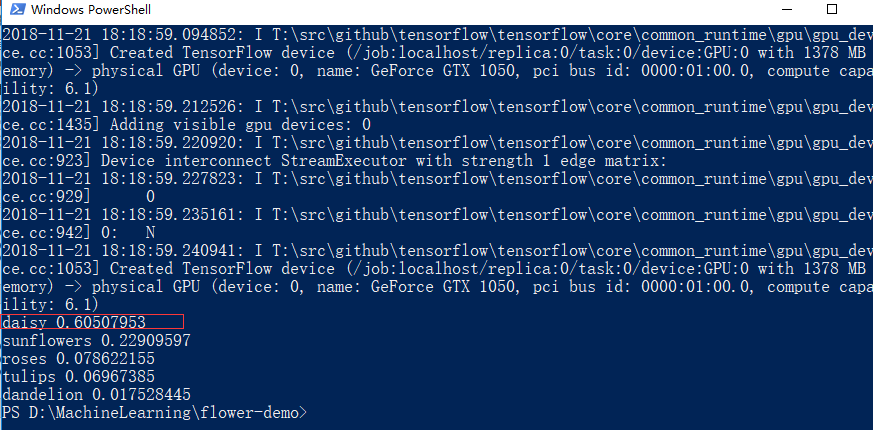 Windows PowerShell
2018-11-21 18:18:59.094852: I T:\src\github\tensorflow\tensorflow\core\common_runtime\gpu\gpu_dev
ce.cc:1053] Created TensorFlow device (/job:localhost/replica:0/task:0/device:GPU:0 with 1378 MB
emory) -> physical GPU (device: 0, name: GeForce GTX 1050, pci bus id: 0000:01:00.0, compute capa
ility: 6.1)
2018-11-21 18:18:59.212526: I T:\src\github\tensorflow\tensorflow\core\common_runtime\gpu\gpu_dev
ce.cc:1435] Adding visible gpu devices: 0
2018-11-21 18:18:59.220920: I T:\src\github\tensorflow\tensorflow\core\common_runtime\gpu\gpu_dev
ce.cc:923] Device interconnect StreamExecutor with strength 1 edge matrix:
2018-11-21 18:18:59.227823: I T:\src\github\tensorflow\tensorflow\core\common_runtime\gpu\gpu_dev
ce.cc:929]      0
2018-11-21 18:18:59.235161: I T:\src\github\tensorflow\tensorflow\core\common_runtime\gpu\gpu_dev
ce.cc:942] 0:   N
2018-11-21 18:18:59.240941: I T:\src\github\tensorflow\tensorflow\core\common_runtime\gpu\gpu_dev
ce.cc:1053] Created TensorFlow device (/job:localhost/replica:0/task:0/device:GPU:0 with 1378 MB
emory) -> physical GPU (device: 0, name: GeForce GTX 1050, pci bus id: 0000:01:00.0, compute capa
ility: 6.1)
daisy 0.60507953
sunflowers 0.22909597
roses 0.078622155
tulips 0.06967385
dandelion 0.017528445
PS D:\MachineLearning\flower-demo>